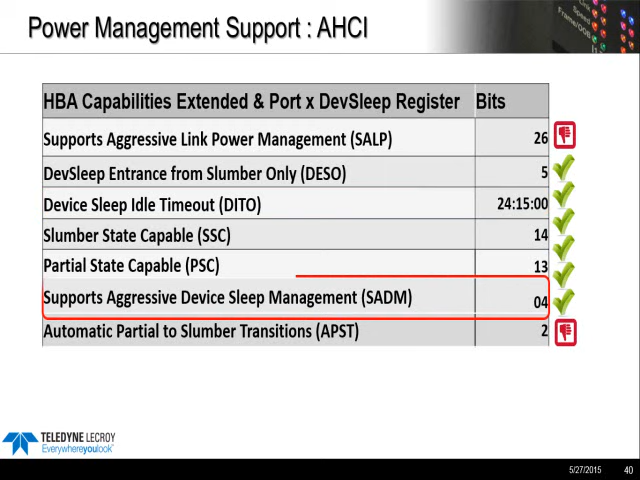 Power Management Support : AHCI
HBA Capabilities Extended & Port x DevSleep Register Bits
Supports Aggressive Link Power Management (SALP) 26
DevSleep Entrance from Slumber Only (DESO) 5
Device Sleep Idle Timeout (DITO) 24:15:00
Slumber State Capable (SSC) 14
Partial State Capable (PSC) 13
Supports Aggressive Device Sleep Management (SADM) 04
Automatic Partial to Slumber Transitions (APST) 2
TELEDYNE LECROY
Everywhereyoulook™
5/27/2015 40